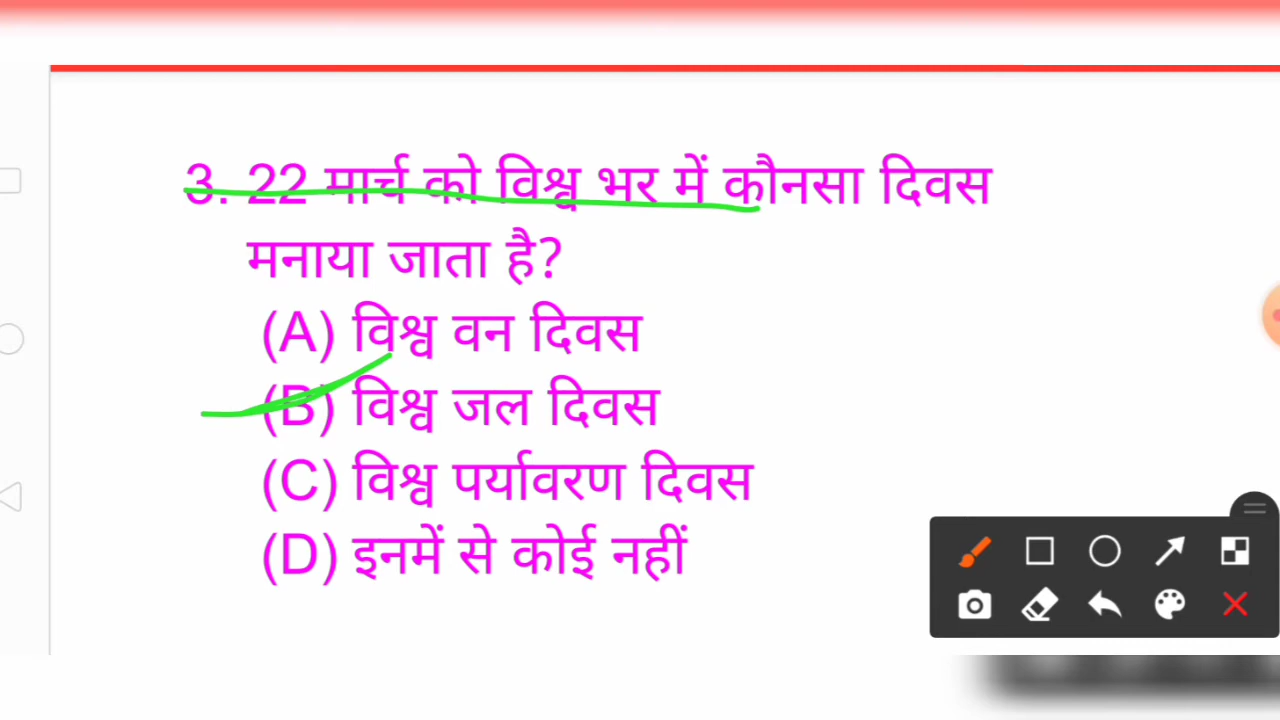 3. 22 मार्च को विश्व भर में कौनसा दिवस
मनाया जाता है?
(A) विश्व वन दिवस
(B) विश्व जल दिवस
(C) विश्व पर्यावरण दिवस
(D) इनमें से कोई नहीं